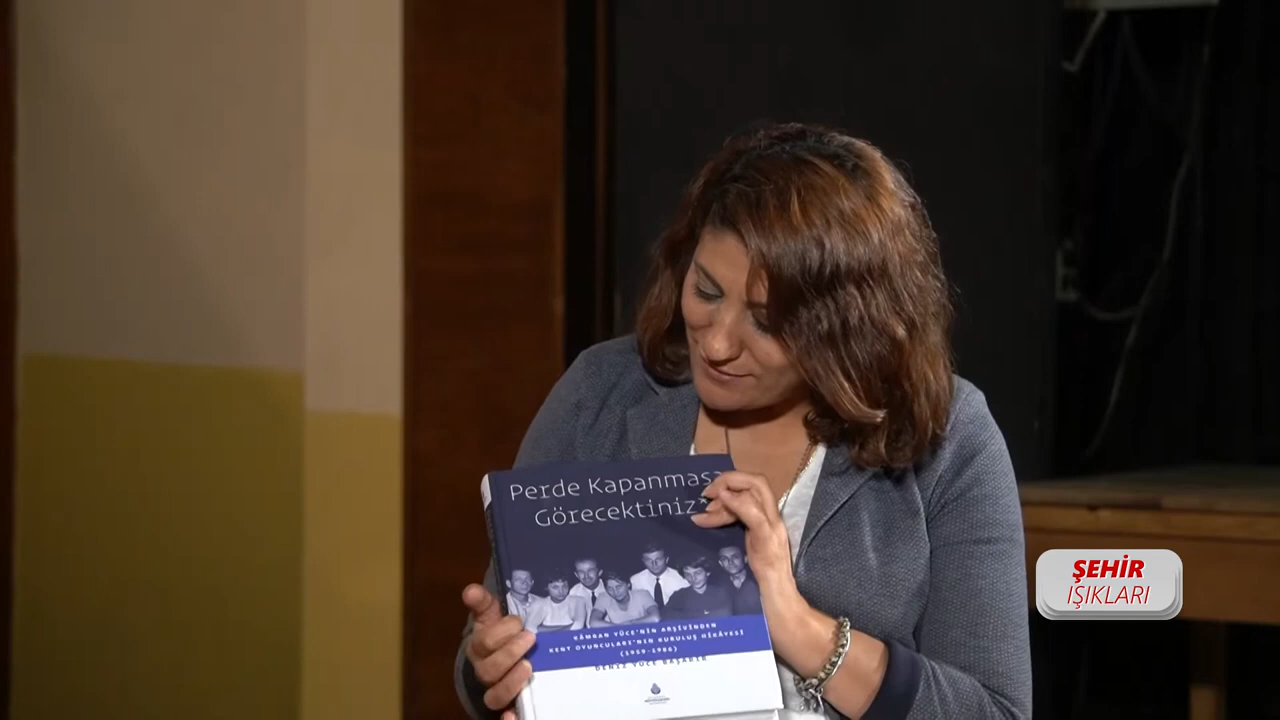 Perde Kapanmasa
Görecektiniz*
KÂMRAN YÜCE'NİN ARŞİVİNDEN
KENT OYUNCULARI'NIN KURULUŞ HİKÂYESİ
(1959-1986)
DENİZ YÜCE BAŞARIR
ŞEHİR
IŞIKLARI